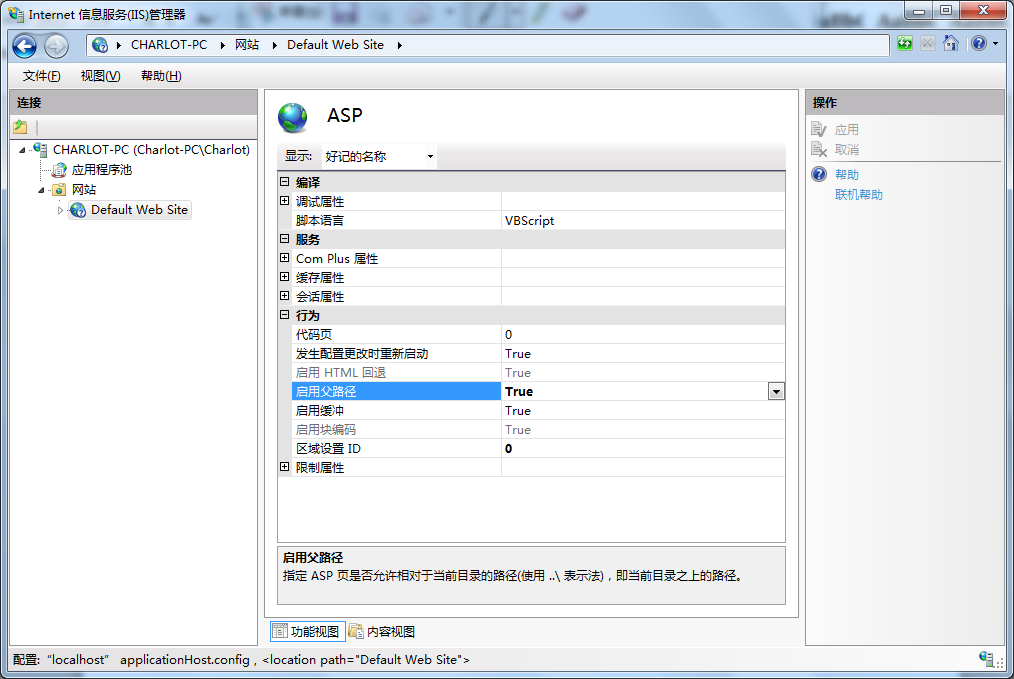 Internet 信息服务(IIS)管理器
CHARLOT-PC
网站
Default Web Site
文件(F) 视图(V) 帮助(H)
连接
CHARLOT-PC (Charlot-PC\Charlot)
应用程序池
网站
Default Web Site
ASP
显示: 好记的名称
编译
调试属性
脚本语言 VBScript
服务
Com Plus 属性
缓存属性
会话属性
行为
代码页 0
发生配置更改时重新启动 True
启用 HTML 回退 True
启用父路径 True
启用缓冲 True
启用块编码 True
区域设置 ID 0
限制属性
启用父路径
指定 ASP 页是否允许相对于当前目录的路径(使用 ..\ 表示法)，即当前目录之上的路径。
功能视图 内容视图
操作
应用
取消
帮助
联机帮助
配置: “localhost” applicationHost.config , <location path="Default Web Site">